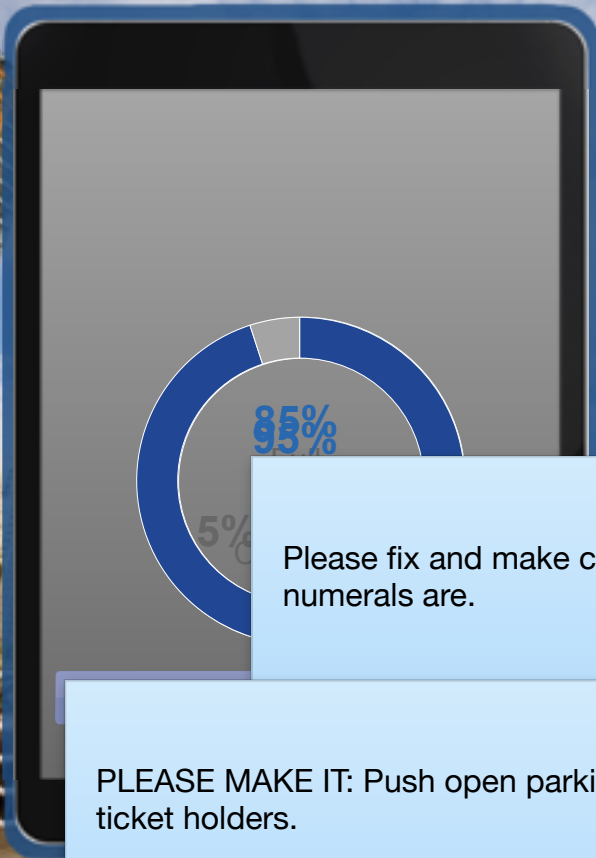 85%
95%
5%
Please fix and make c
numerals are.
PLEASE MAKE IT: Push open parki
ticket holders.